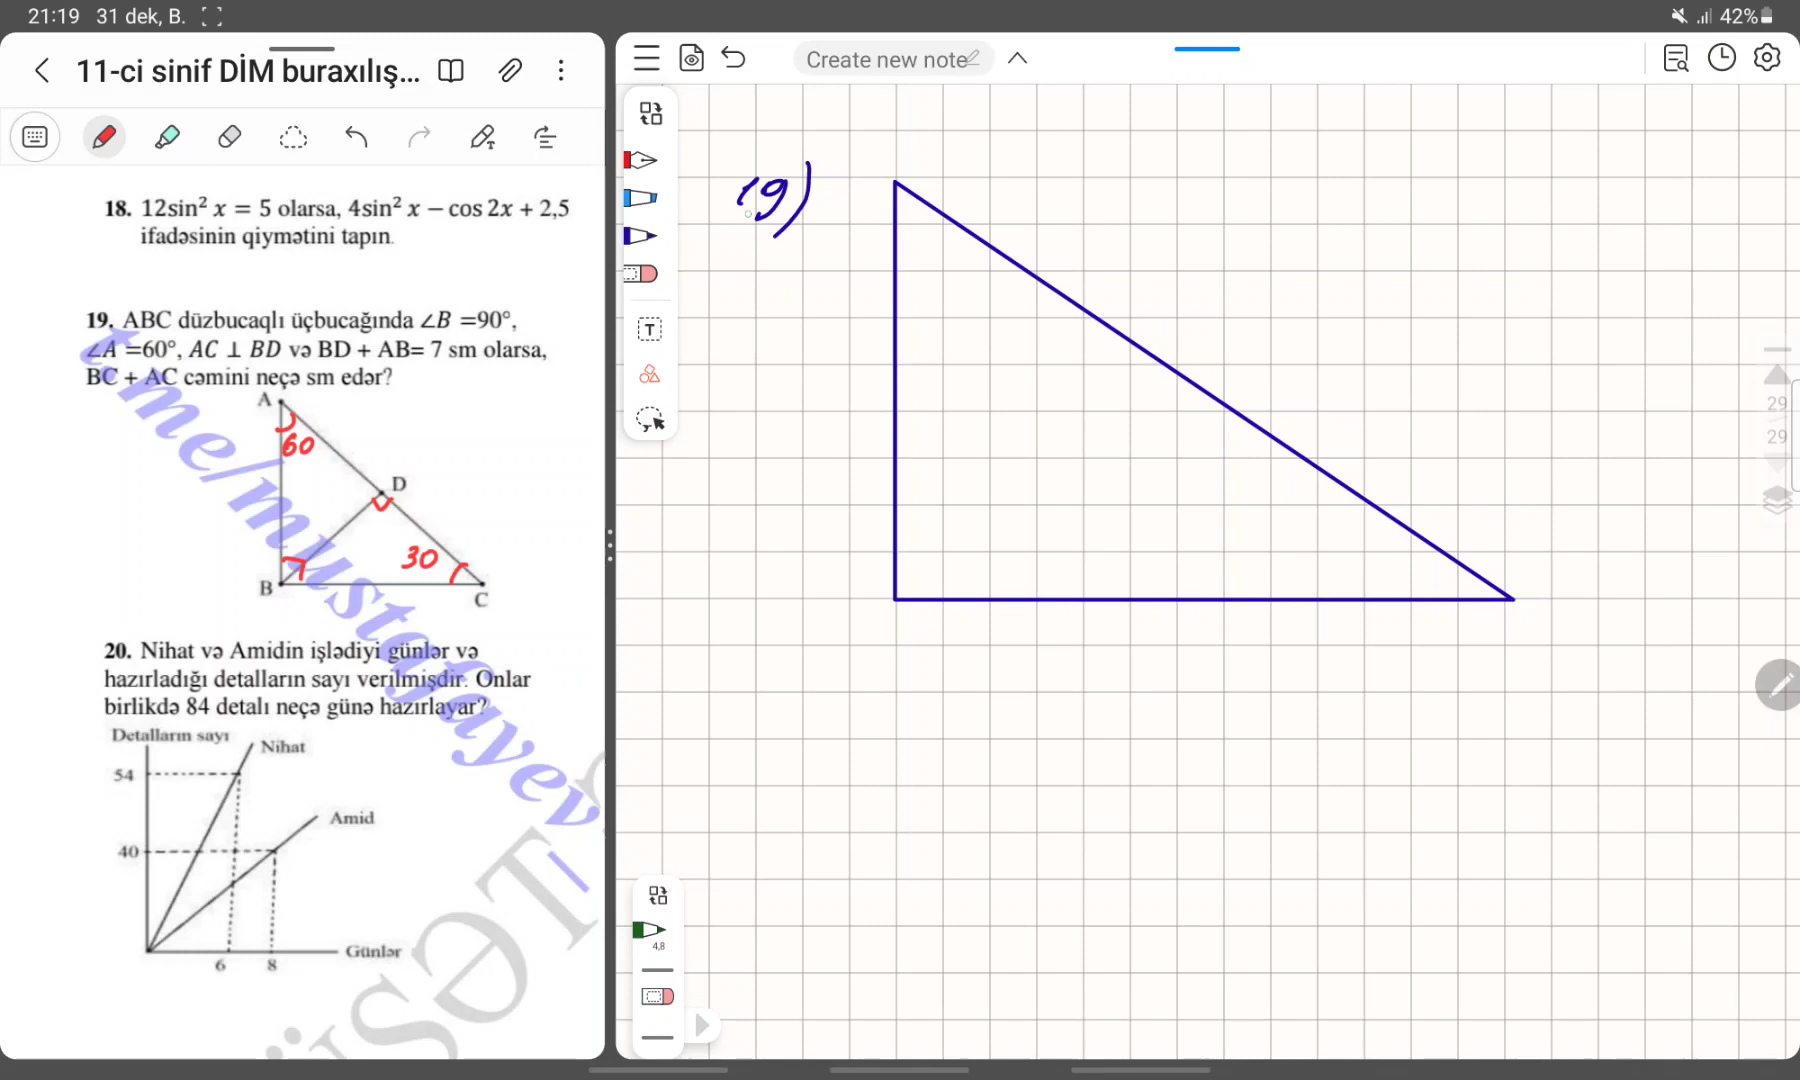 21:19 31 dek, B.
42%
11-ci sinif DİM buraxılış...
Create new note
18. 12sin² x = 5 olarsa, 4sin² x − cos 2x + 2,5
ifadəsinin qiymətini tapın.
19. ABC düzbucaqlı üçbucağında ∠B =90°,
∠A =60°, AC ⊥ BD və BD + AB= 7 sm olarsa,
BC + AC cəmini neçə sm edər?
A
60
D
30
B
C
20. Nihat və Amidin işlədiyi günlər və
hazırladığı detalların sayı verilmişdir. Onlar
birlikdə 84 detalı neçə günə hazırlayar?
Detalların sayı
Nihat
54
Amid
40
Günlər
6 8
t.me/mustafayev_
19)
T
29
29
4,8